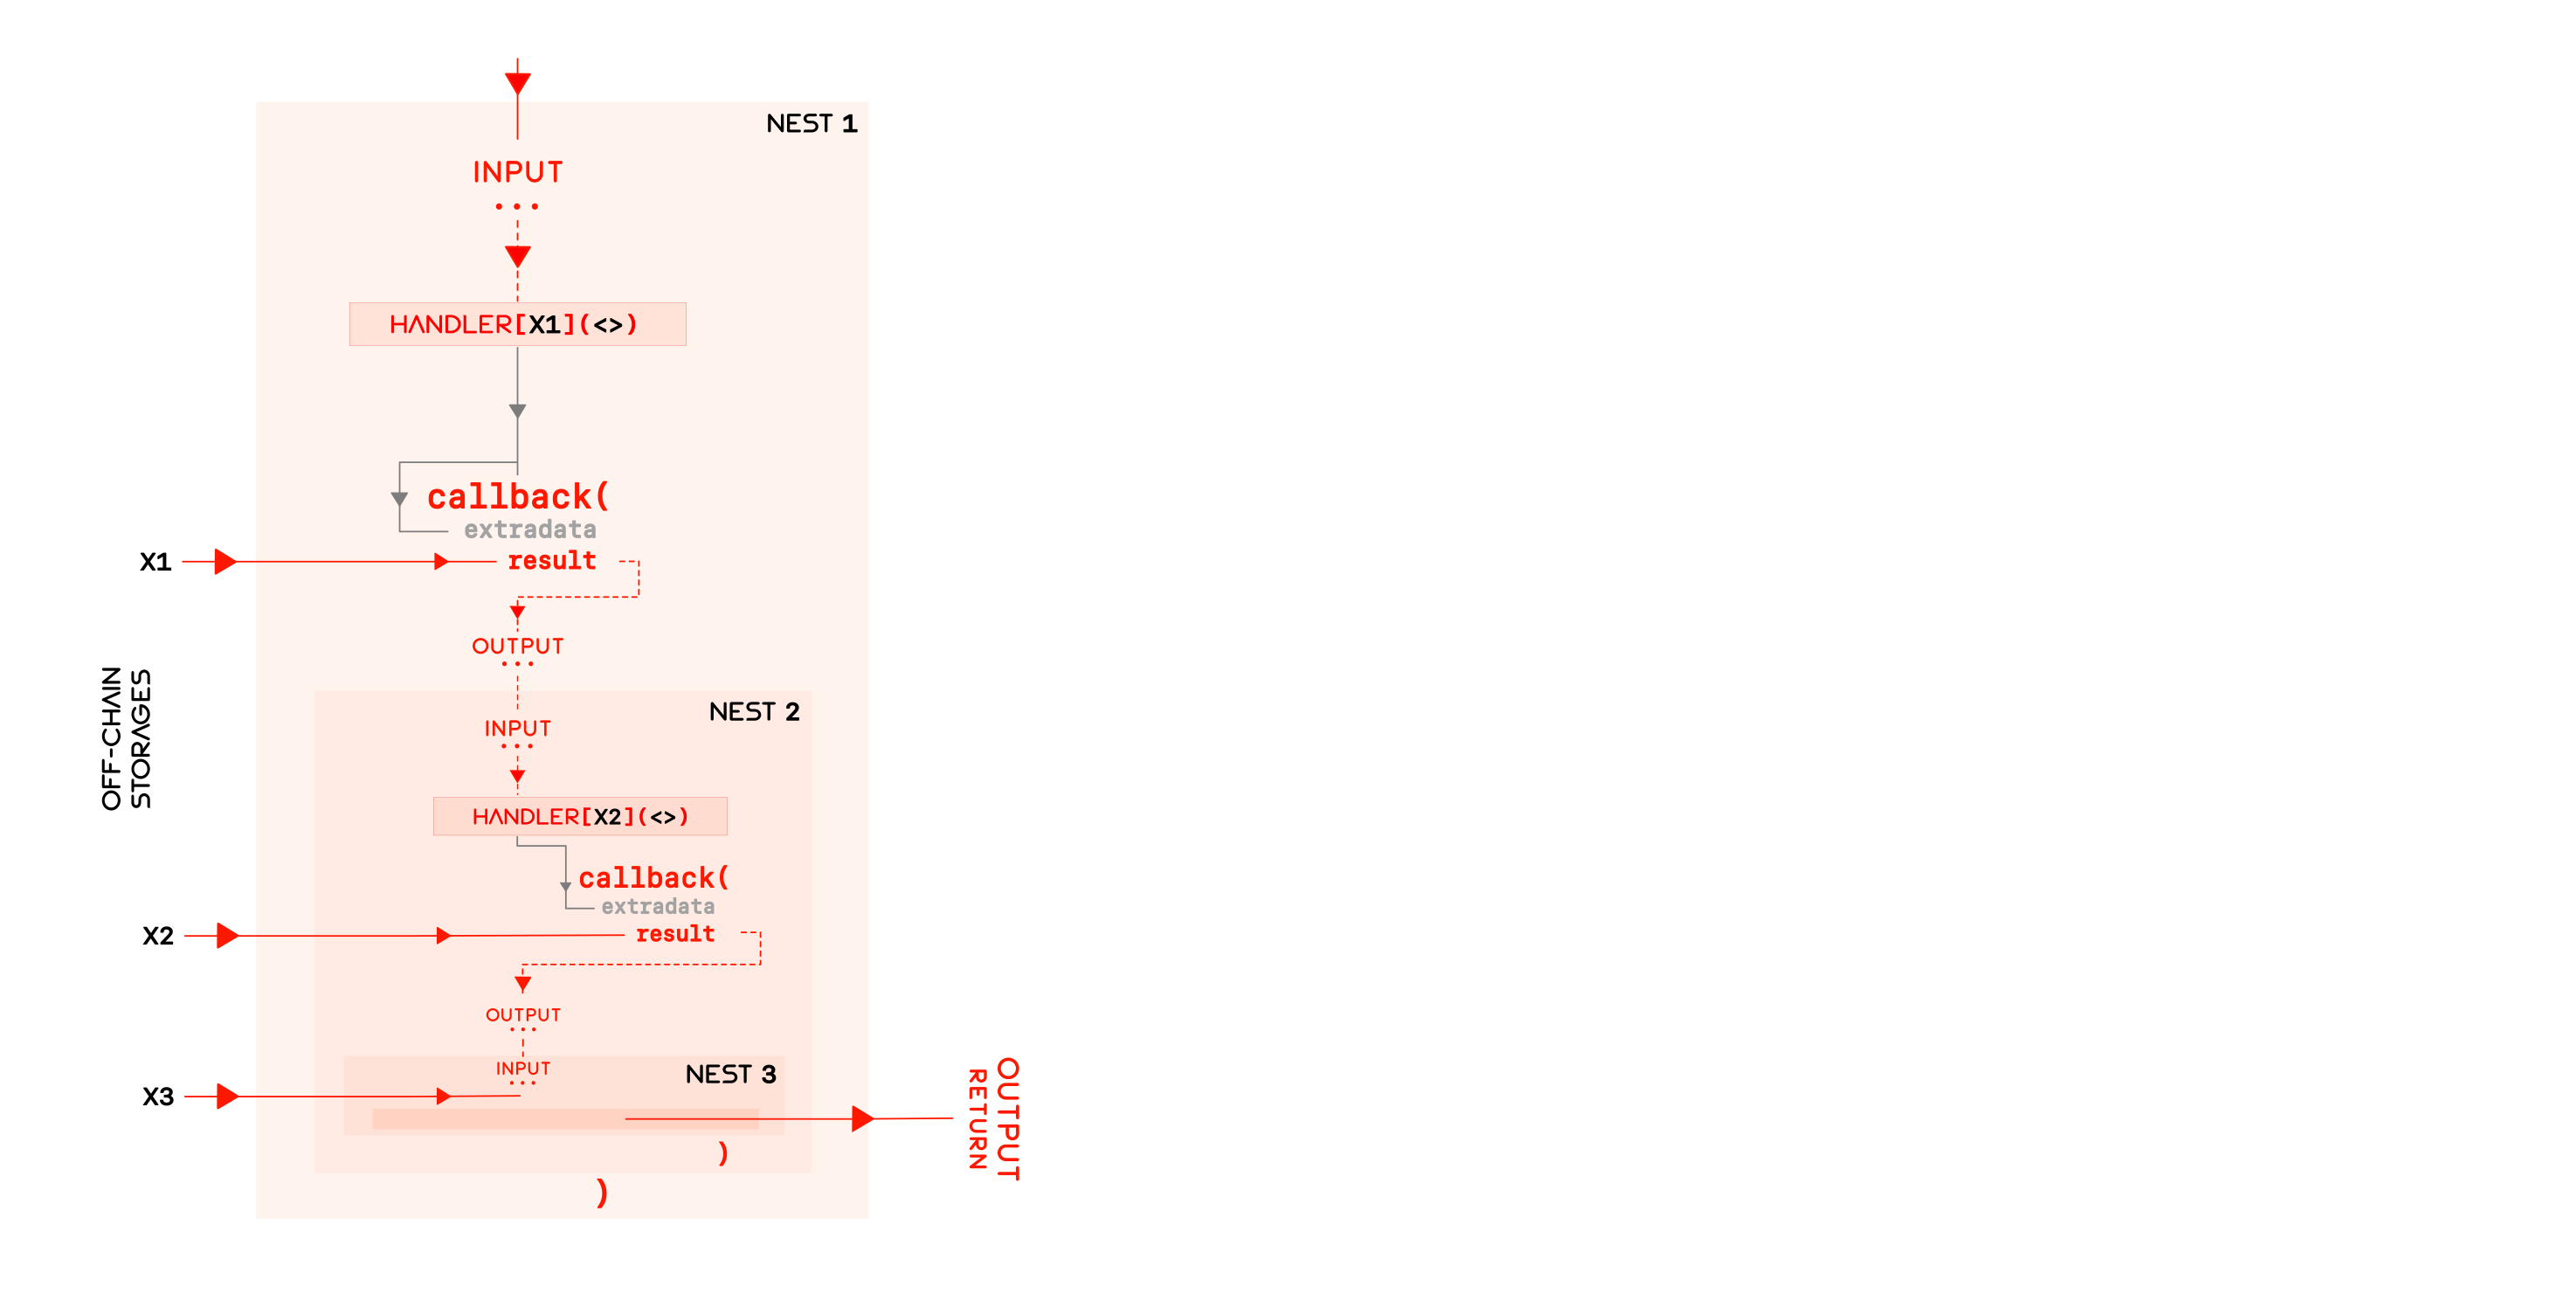 NEST 1
INPUT
...
HANDLER[X1](<>)
callback(
extradata
X1
result
OUTPUT
...
OFF-CHAIN
STORAGES
NEST 2
INPUT
...
HANDLER[X2](<>)
callback(
extradata
X2
result
OUTPUT
...
NEST 3
INPUT
...
X3
OUTPUT
RETURN
)
)